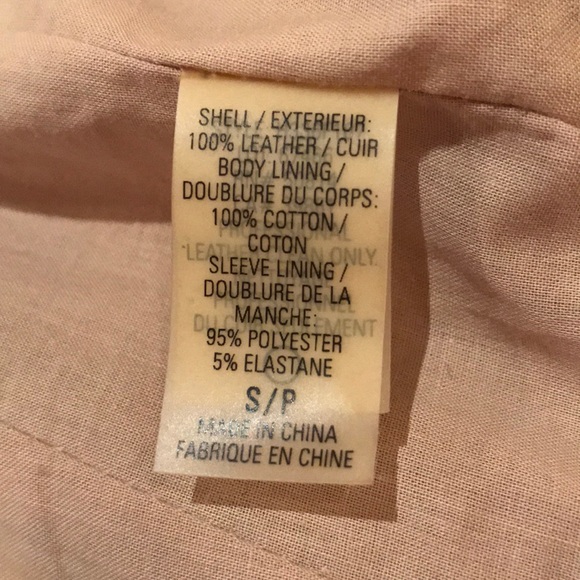 SHELL / EXTERIEUR:
100% LEATHER / CUIR
BODY LINING /
DOUBLURE DU CORPS:
100% COTTON /
COTON
SLEEVE LINING /
DOUBLURE DE LA
MANCHE:
95% POLYESTER
5% ELASTANE
S/P
MADE IN CHINA
FABRIQUE EN CHINE